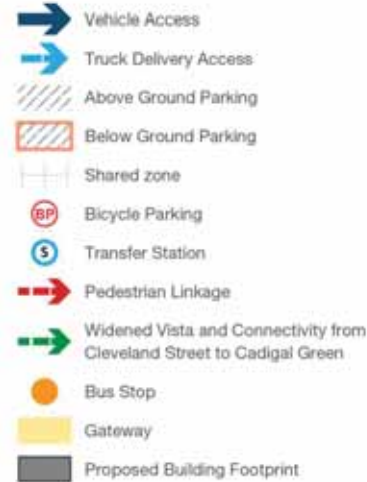 Vehicle Access
Truck Delivery Access
Above Ground Parking
Below Ground Parking
Shared zone
BP Bicycle Parking
S Transfer Station
Pedestrian Linkage
Widened Vista and Connectivity from
Cleveland Street to Cadigal Green
Bus Stop
Gateway
Proposed Building Footprint